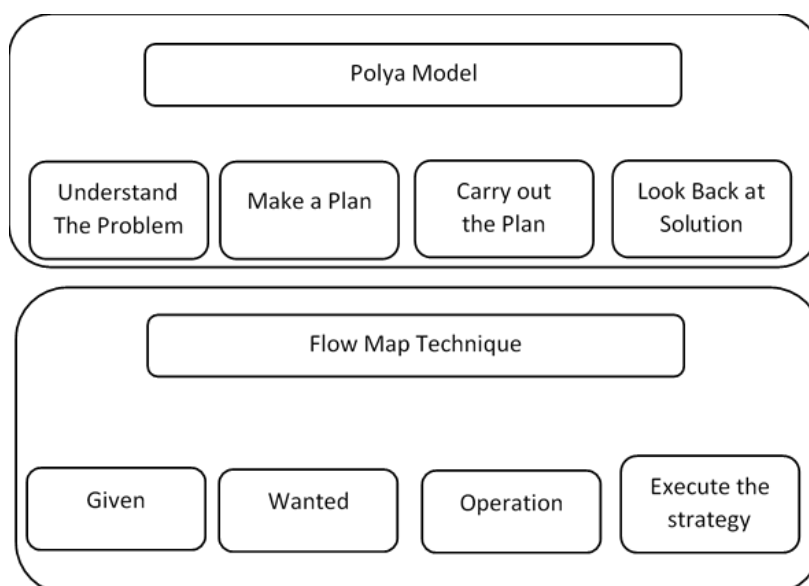 Polya Model
Understand
The Problem
Make a Plan
Carry out
the Plan
Look Back at
Solution
Flow Map Technique
Given
Wanted
Operation
Execute the
strategy